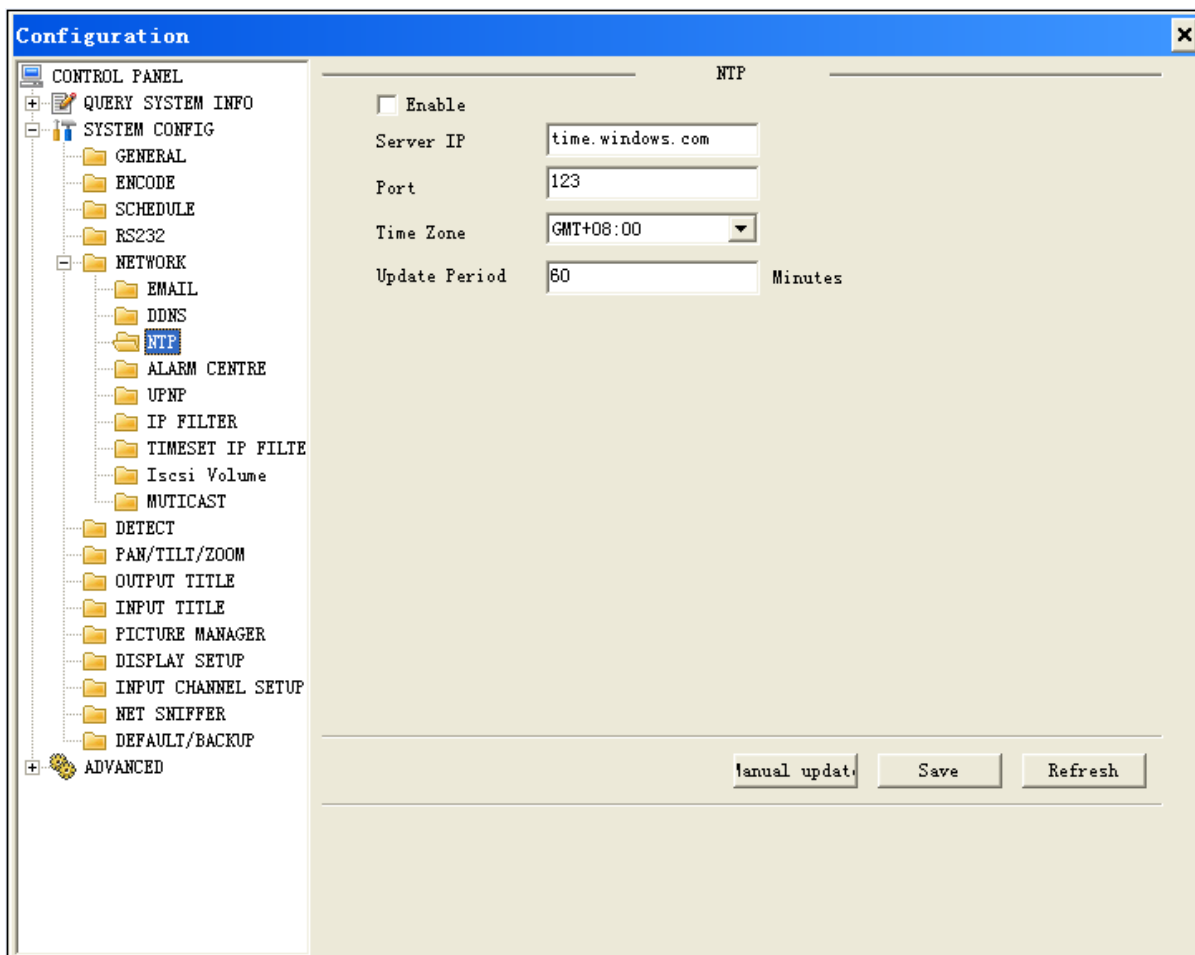 Configuration
CONTROL PANEL
QUERY SYSTEM INFO
SYSTEM CONFIG
GENERAL
ENCODE
SCHEDULE
RS232
NETWORK
EMAIL
DDNS
NTP
ALARM CENTRE
UPNP
IP FILTER
TIMESET IP FILTE
Iscsi Volume
MUTICAST
DETECT
PAN/TILT/ZOOM
OUTPUT TITLE
INPUT TITLE
PICTURE MANAGER
DISPLAY SETUP
INPUT CHANNEL SETUP
NET SNIFFER
DEFAULT/BACKUP
ADVANCED
NTP
Enable
Server IP time.windows.com
Port 123
Time Zone GMT+08:00
Update Period 60 Minutes
Manual update Save Refresh